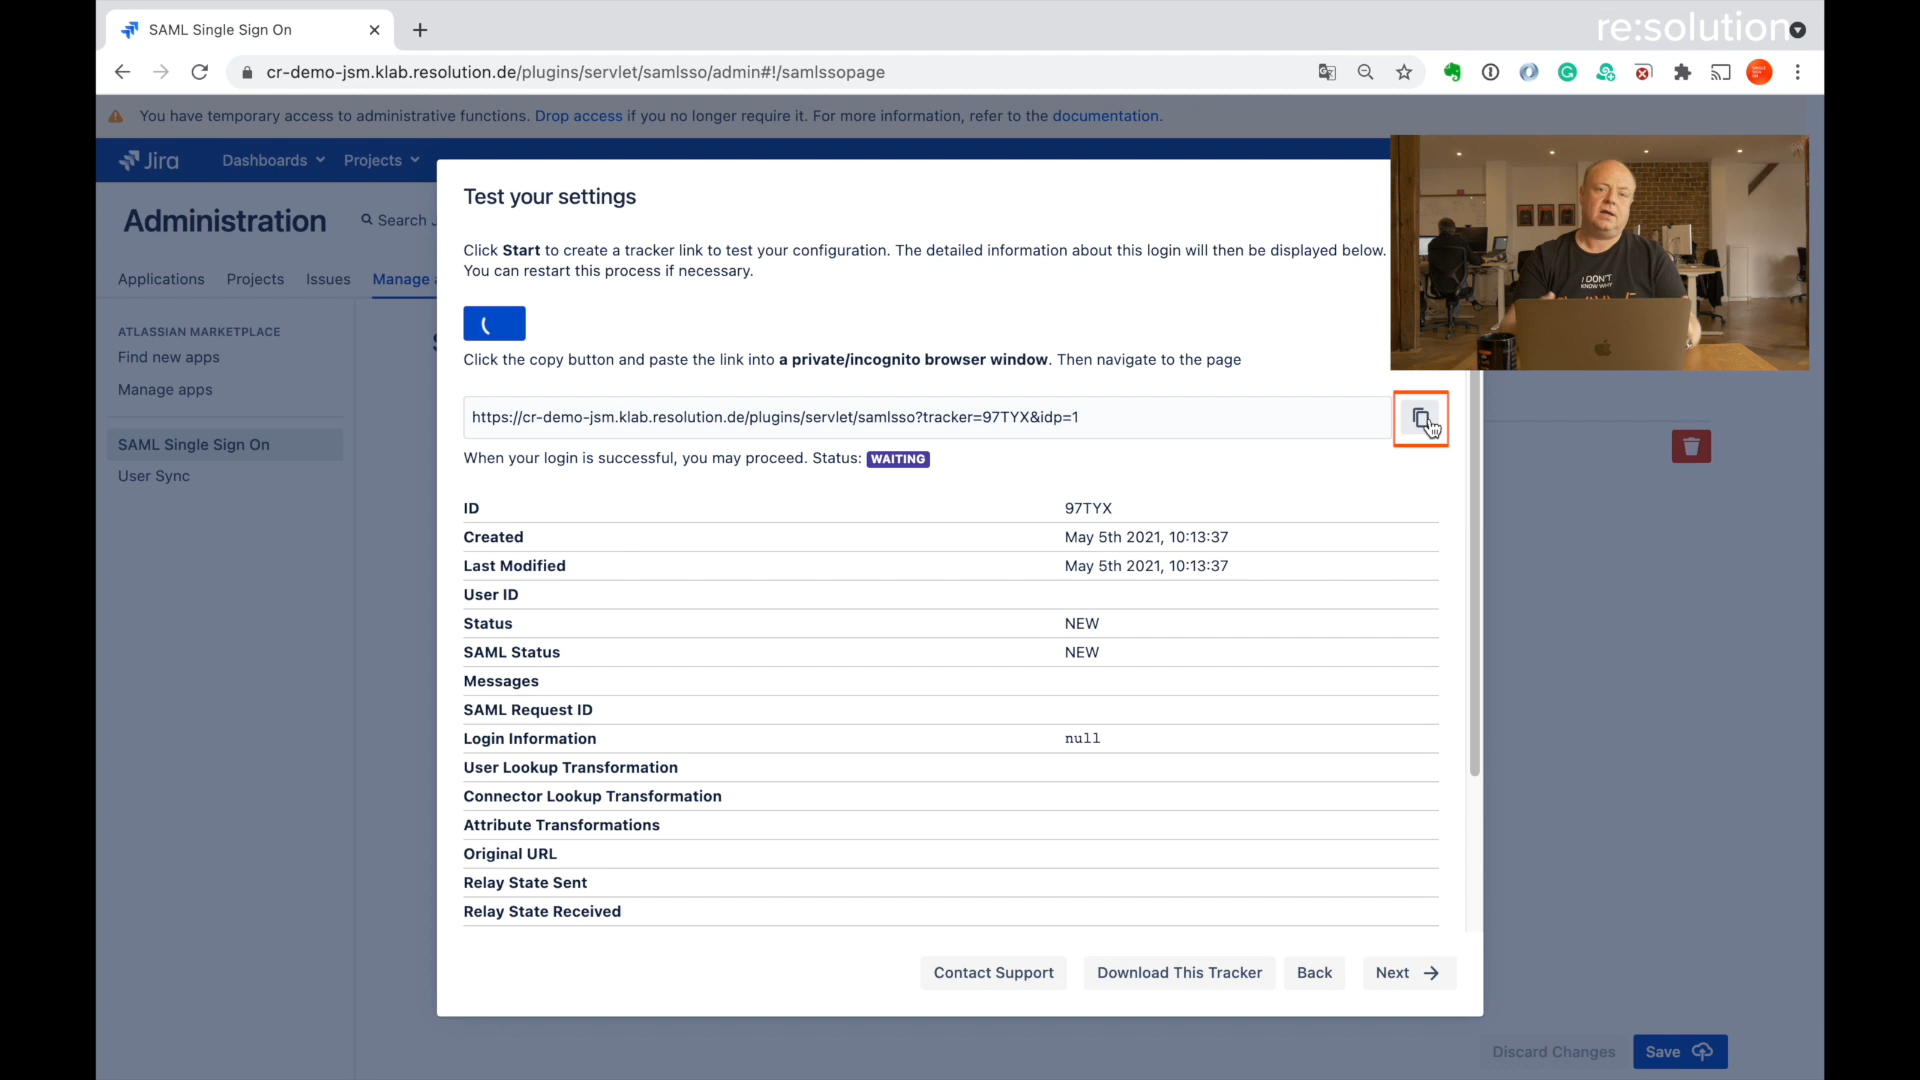 SAML Single Sign On
re:solution
cr-demo-jsm.klab.resolution.de/plugins/servlet/samlsso/admin#!/samlssopage
You have temporary access to administrative functions. Drop access if you no longer require it. For more information, refer to the documentation.
Jira
Dashboards
Projects
Administration
Search
Applications
Projects
Issues
Manage
ATLASSIAN MARKETPLACE
Find new apps
Manage apps
SAML Single Sign On
User Sync
Test your settings
Click Start to create a tracker link to test your configuration. The detailed information about this login will then be displayed below.
You can restart this process if necessary.
I DON'T
KNOW WHY
Click the copy button and paste the link into a private/incognito browser window. Then navigate to the page
https://cr-demo-jsm.klab.resolution.de/plugins/servlet/samlsso?tracker=97TYX&idp=1
When your login is successful, you may proceed. Status: WAITING
ID 97TYX
Created May 5th 2021, 10:13:37
Last Modified May 5th 2021, 10:13:37
User ID
Status NEW
SAML Status NEW
Messages
SAML Request ID
Login Information null
User Lookup Transformation
Connector Lookup Transformation
Attribute Transformations
Original URL
Relay State Sent
Relay State Received
Contact Support
Download This Tracker
Back
Next
Discard Changes
Save